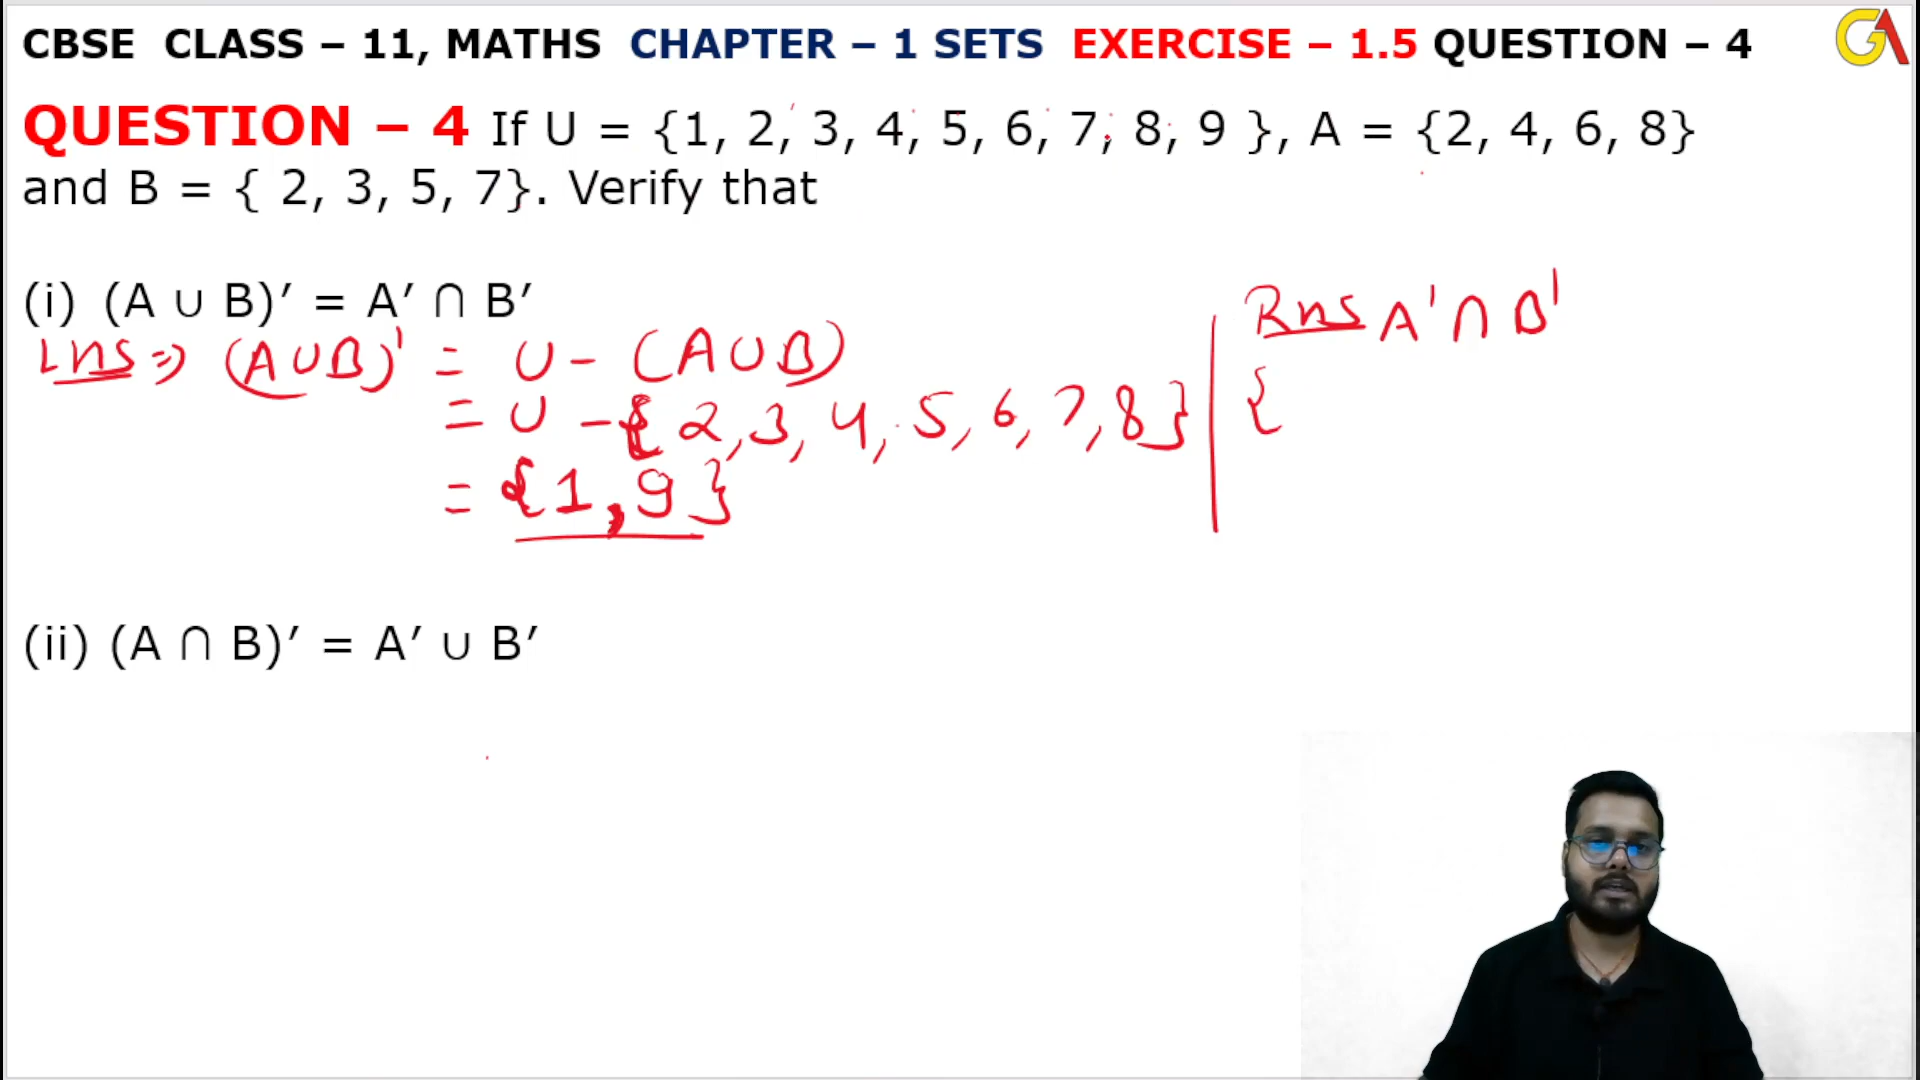 CBSE CLASS – 11, MATHS CHAPTER – 1 SETS EXERCISE – 1.5 QUESTION – 4
GA
QUESTION – 4 If U = {1, 2, 3, 4, 5, 6, 7, 8, 9 }, A = {2, 4, 6, 8}
and B = { 2, 3, 5, 7}. Verify that
(i) (A ∪ B)′ = A′ ∩ B′
LHS ⇒ (A∪B)' = U - (A∪B)
= U - { 2, 3, 4, 5, 6, 7, 8}
= {1, 9}
RHS A' ∩ B'
{
(ii) (A ∩ B)′ = A′ ∪ B′